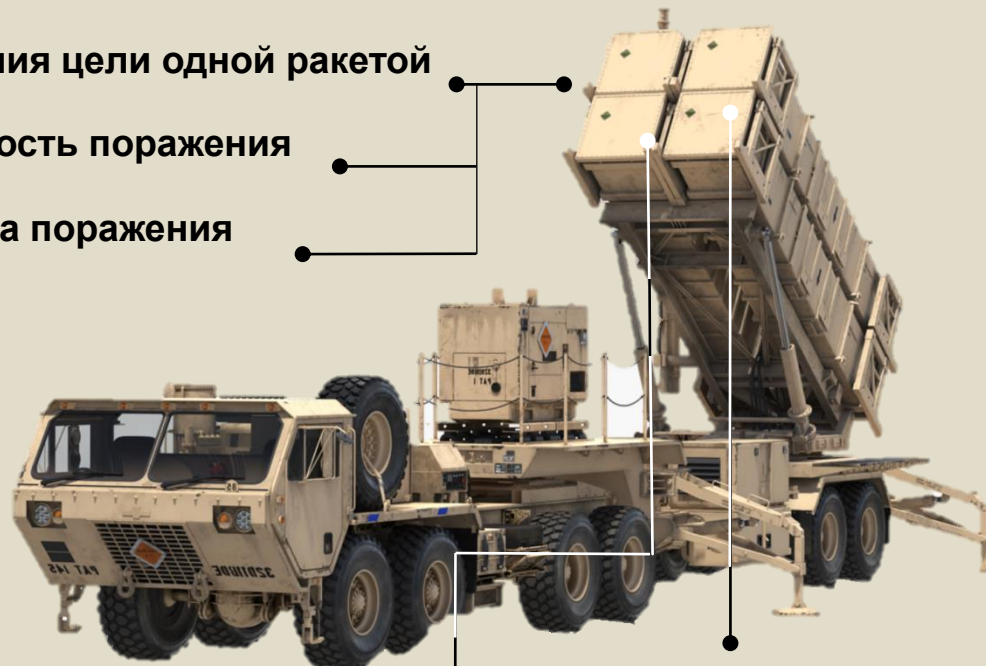 ния цели одной ракетой
ость поражения
а поражения